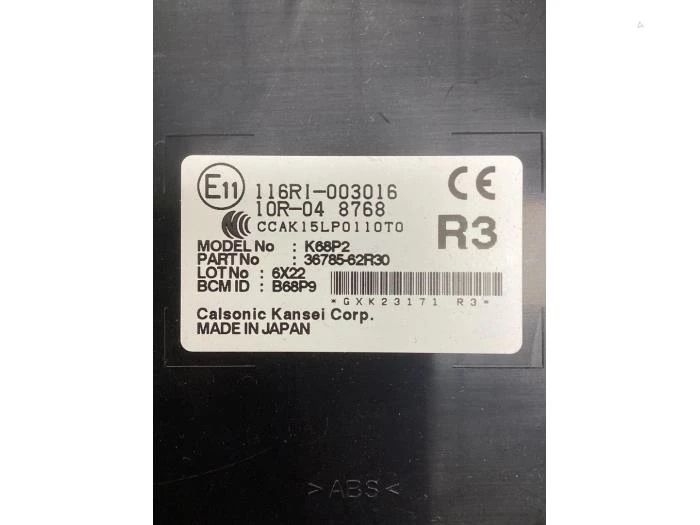 E11 116RI-003016 CE
10R-04 8768
CCAK15LP0110T0 R3
MODEL No : K68P2
PART No : 36785-62R30
LOT No : 6X22
BCM ID : B68P9
*GXK23171 R3*
Calsonic Kansei Corp.
MADE IN JAPAN
>ABS<